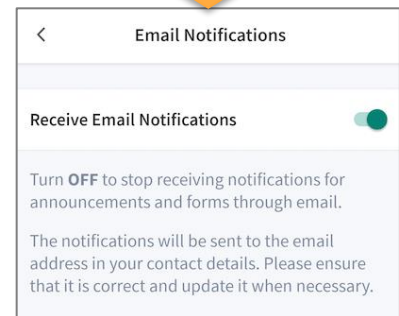 Email Notifications
Receive Email Notifications
Turn OFF to stop receiving notifications for
announcements and forms through email.
The notifications will be sent to the email
address in your contact details. Please ensure
that it is correct and update it when necessary.